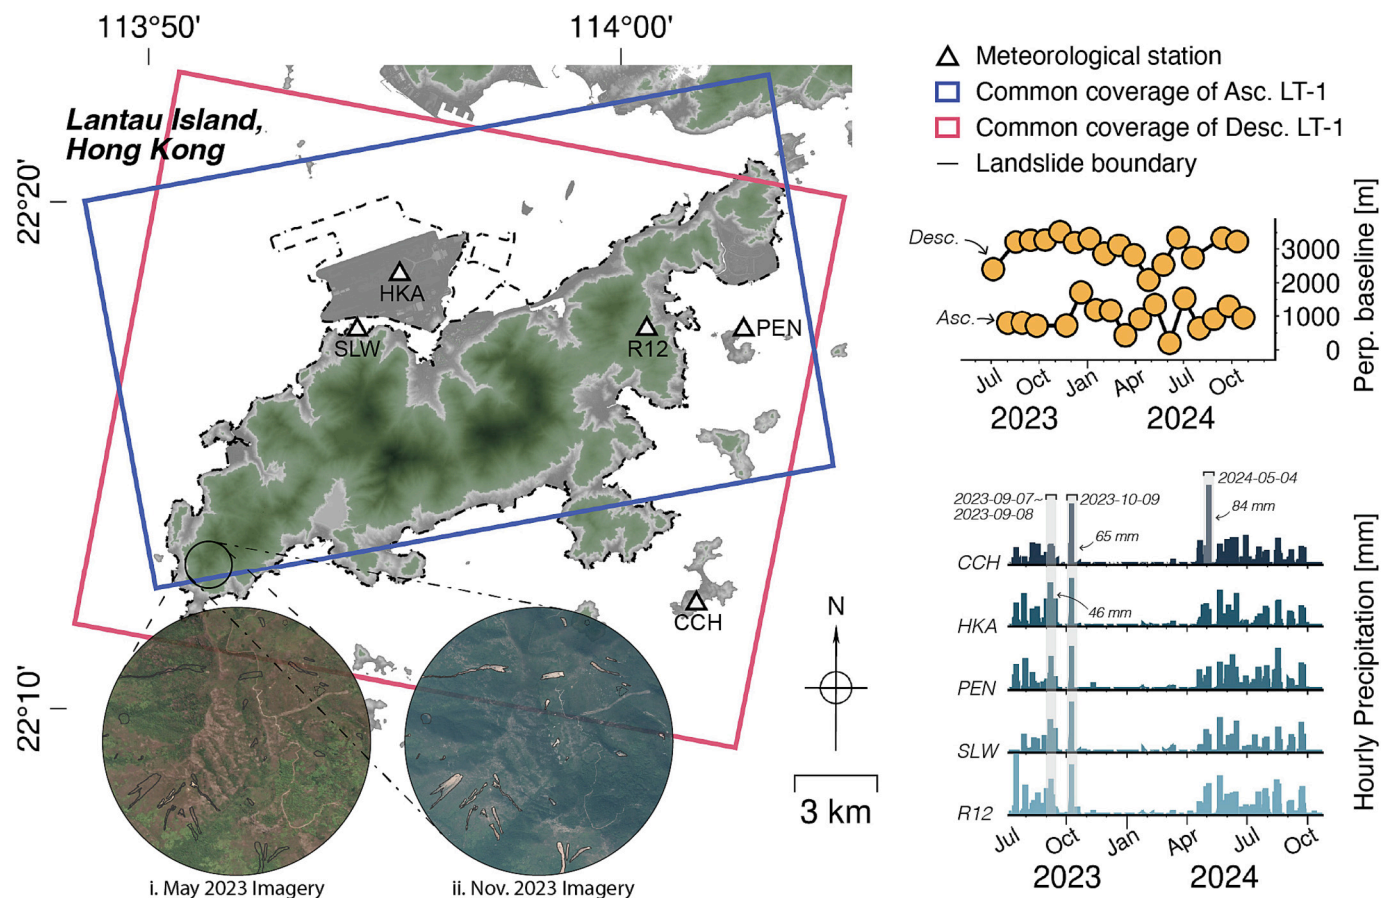 113°50'
114°00'
Lantau Island,
Hong Kong
22°20'
22°10'
HKA
SLW
R12
PEN
CCH
i. May 2023 Imagery
ii. Nov. 2023 Imagery
N
3 km
Meteorological station
Common coverage of Asc. LT-1
Common coverage of Desc. LT-1
Landslide boundary
Desc.
Asc.
3000
2000
1000
0
Perp. baseline [m]
Jul
Oct
Jan
Apr
Jul
Oct
2023
2024
2023-09-07~
2023-09-08
2023-10-09
2024-05-04
84 mm
65 mm
46 mm
CCH
HKA
PEN
SLW
R12
Hourly Precipitation [mm]
Jul
Oct
Jan
Apr
Jul
Oct
2023
2024